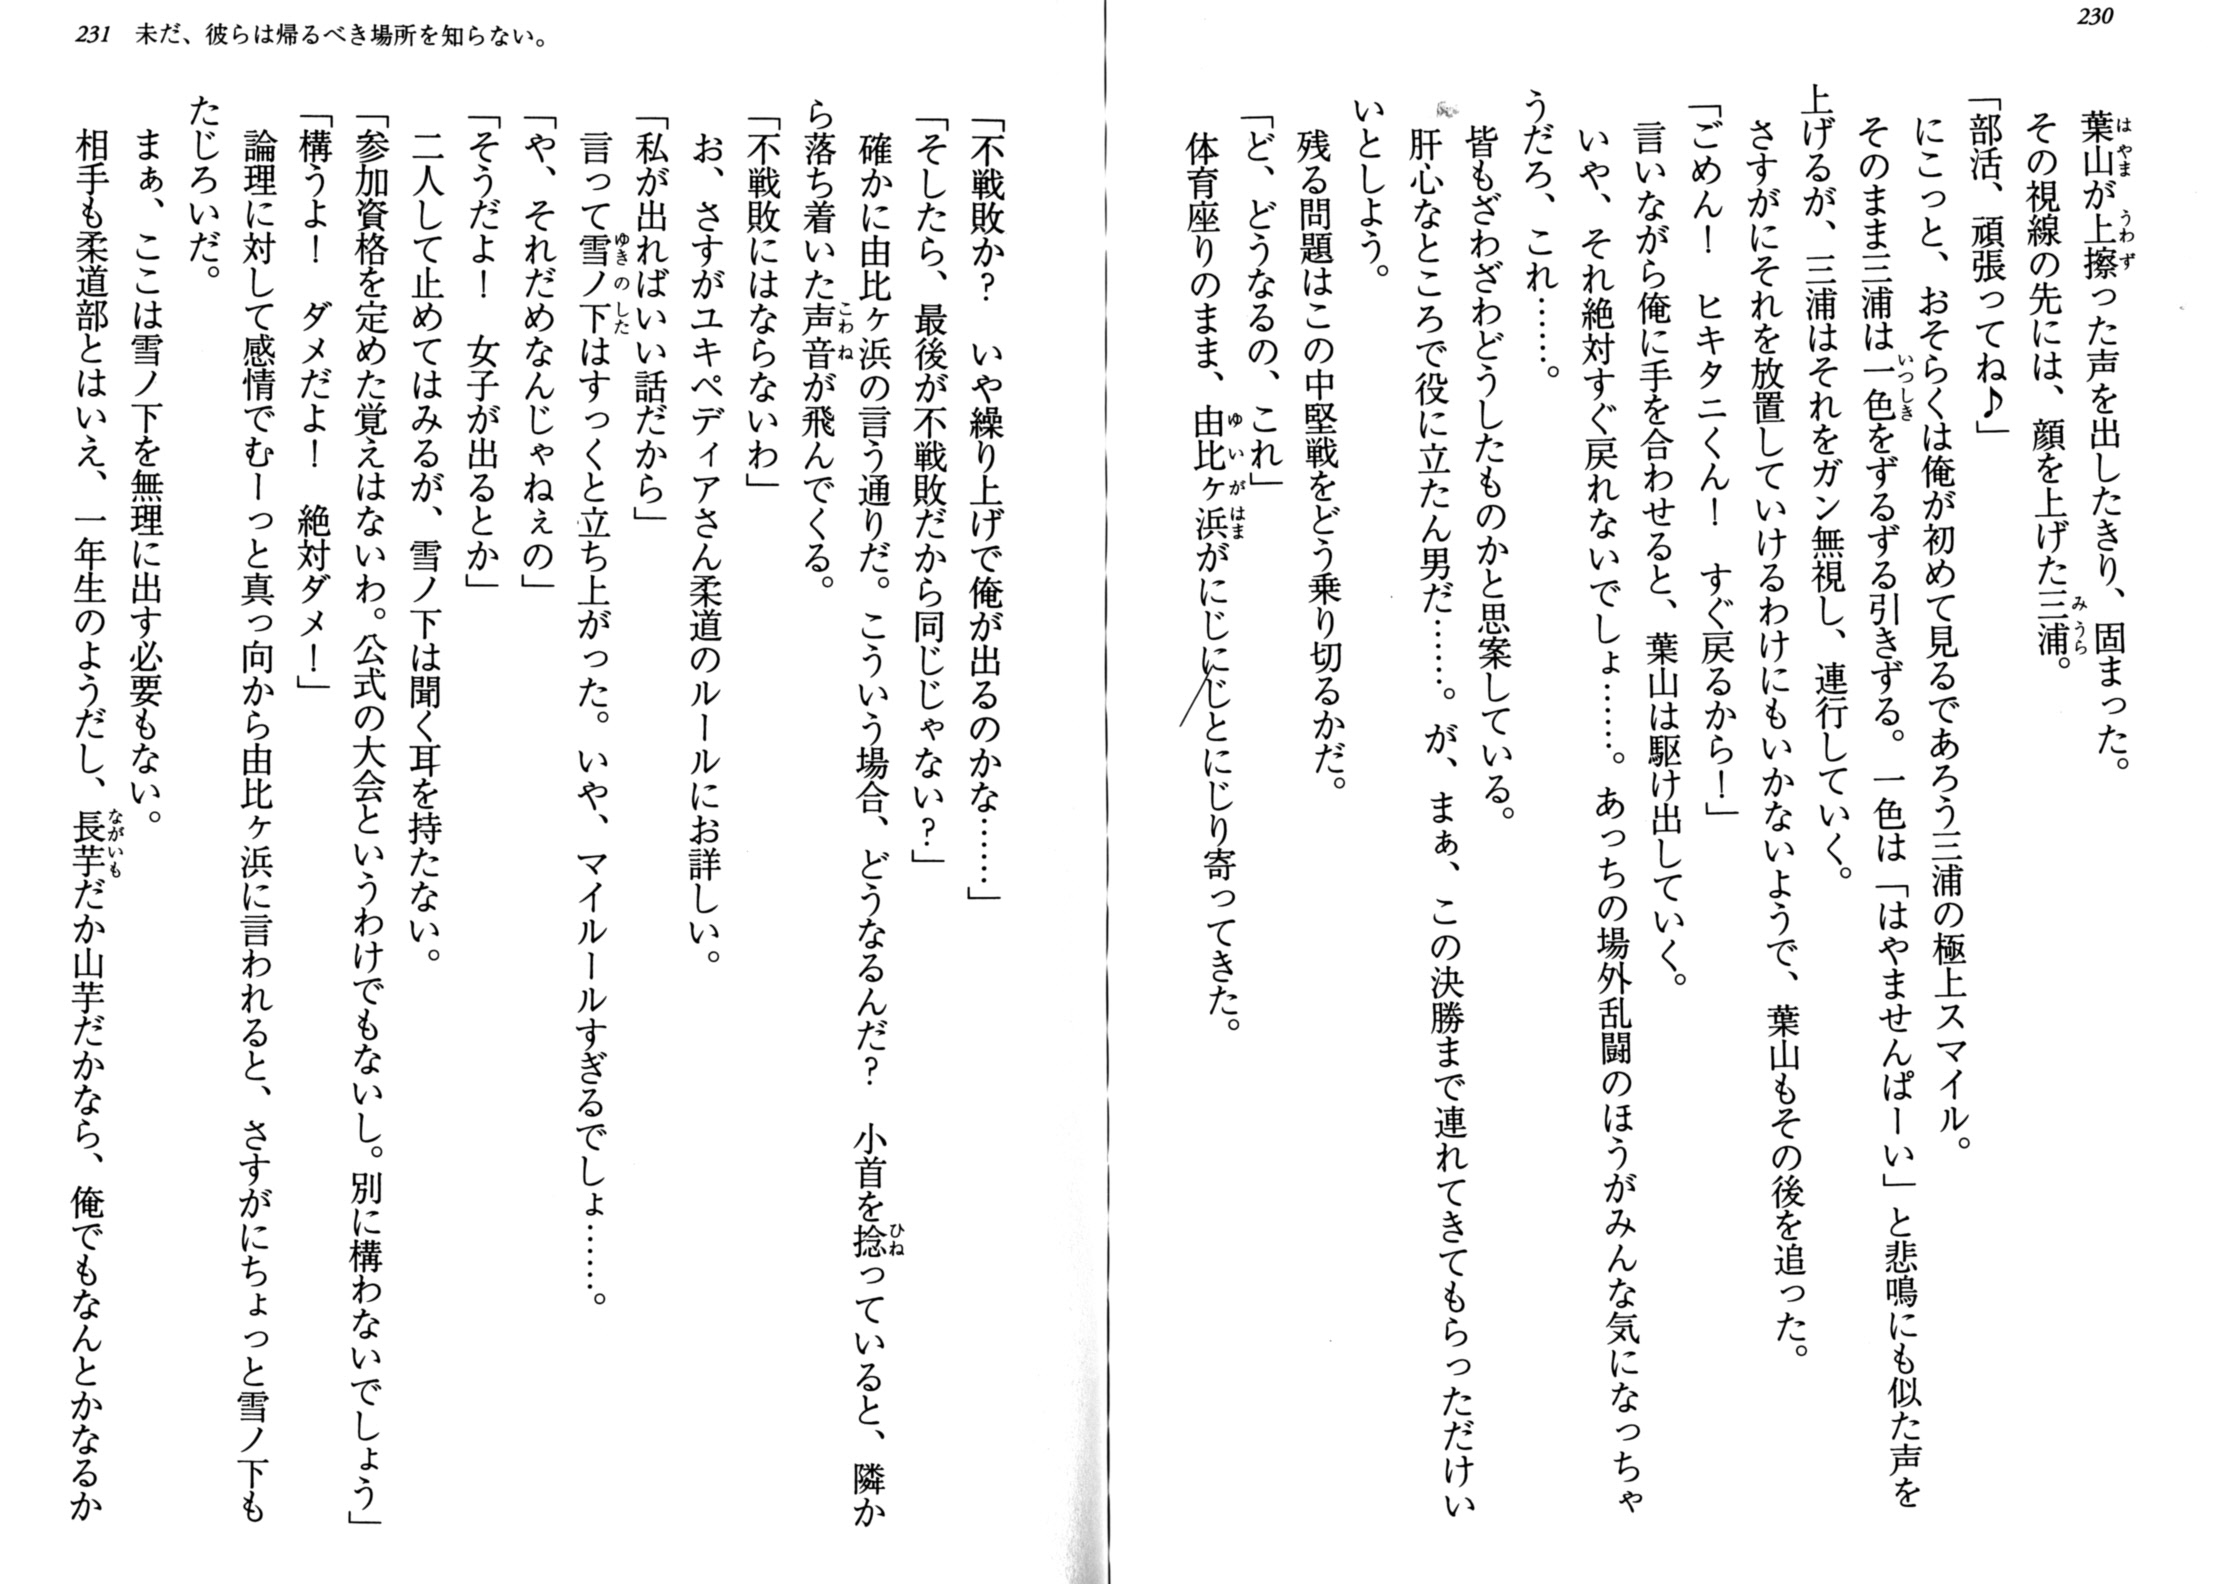 230
葉山が上擦った声を出したきり、固まった。
その視線の先には、顔を上げた三浦。
「部活、頑張ってね♪」
にこっと、おそらくは俺が初めて見るであろう三浦の極上スマイル。
そのまま三浦は一色をずるずる引きずる。一色は「はやませんぱーい」と悲鳴にも似た声を
上げるが、三浦はそれをガン無視し、連行していく。
さすがにそれを放置していけるわけにもいかないようで、葉山もその後を追った。
「ごめん！　ヒキタニくん！　すぐ戻るから！」
言いながら俺に手を合わせると、葉山は駆け出していく。
いや、それ絶対すぐ戻れないでしょ……。あっちの場外乱闘のほうがみんな気になっちゃ
うだろ、これ……。
皆もざわざわどうしたものかと思案している。
肝心なところで役に立たん男だ……。が、まぁ、この決勝まで連れてきてもらっただけい
いとしよう。
残る問題はこの中堅戦をどう乗り切るかだ。
「ど、どうなるの、これ」
体育座りのまま、由比ヶ浜がにじにじとにじり寄ってきた。
231　未だ、彼らは帰るべき場所を知らない。
「不戦敗か？　いや繰り上げで俺が出るのかな……」
「そしたら、最後が不戦敗だから同じじゃない？」
確かに由比ヶ浜の言う通りだ。こういう場合、どうなるんだ？　小首を捻っていると、隣か
ら落ち着いた声音が飛んでくる。
「不戦敗にはならないわ」
お、さすがユキペディアさん柔道のルールにお詳しい。
「私が出ればいい話だから」
言って雪ノ下はすっくと立ち上がった。いや、マイルールすぎるでしょ……。
「や、それだめなんじゃねぇの」
「そうだよ！　女子が出るとか」
二人して止めてはみるが、雪ノ下は聞く耳を持たない。
「参加資格を定めた覚えはないわ。公式の大会というわけでもないし。別に構わないでしょう」
「構うよ！　ダメだよ！　絶対ダメ！」
論理に対して感情でむーっと真っ向から由比ヶ浜に言われると、さすがにちょっと雪ノ下も
たじろいだ。
まぁ、ここは雪ノ下を無理に出す必要もない。
相手も柔道部とはいえ、一年生のようだし、長芋だか山芋だかなら、俺でもなんとかなるか